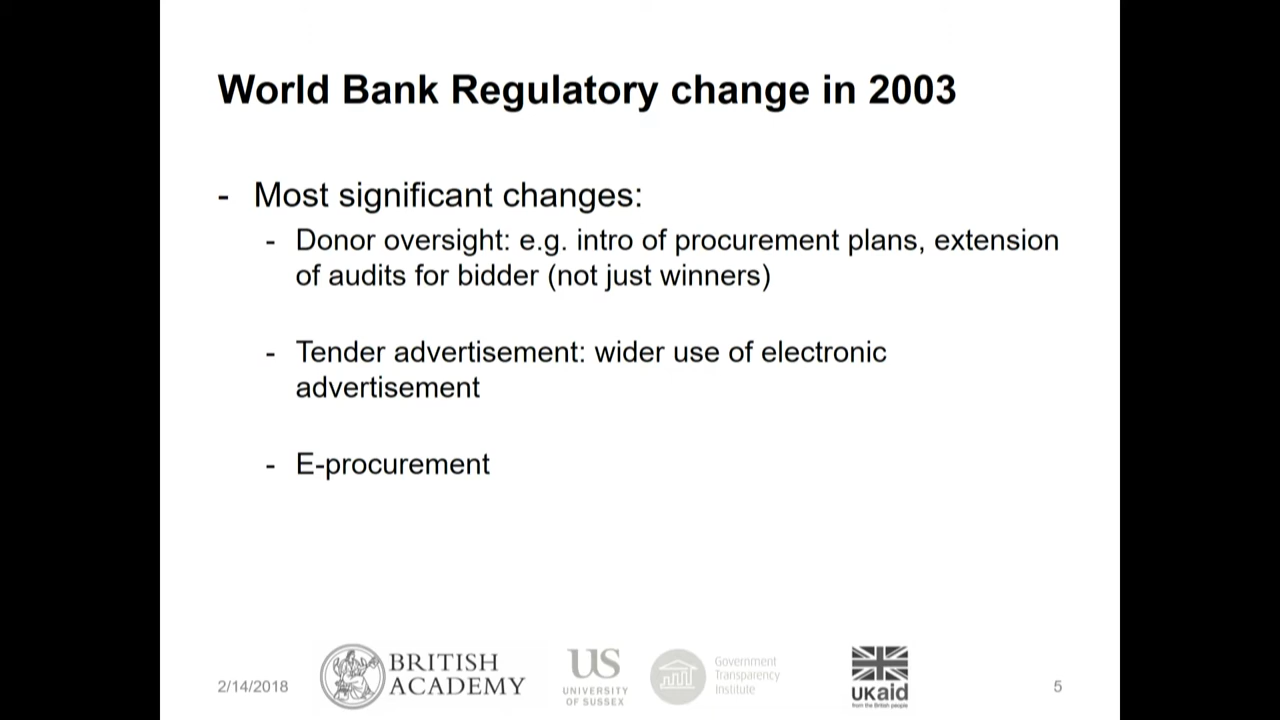 World Bank Regulatory change in 2003
- Most significant changes:
- Donor oversight: e.g. intro of procurement plans, extension
of audits for bidder (not just winners)
- Tender advertisement: wider use of electronic
advertisement
- E-procurement
2/14/2018
BRITISH
ACADEMY
US
UNIVERSITY
OF SUSSEX
Government
Transparency
Institute
UKaid
from the British people
5